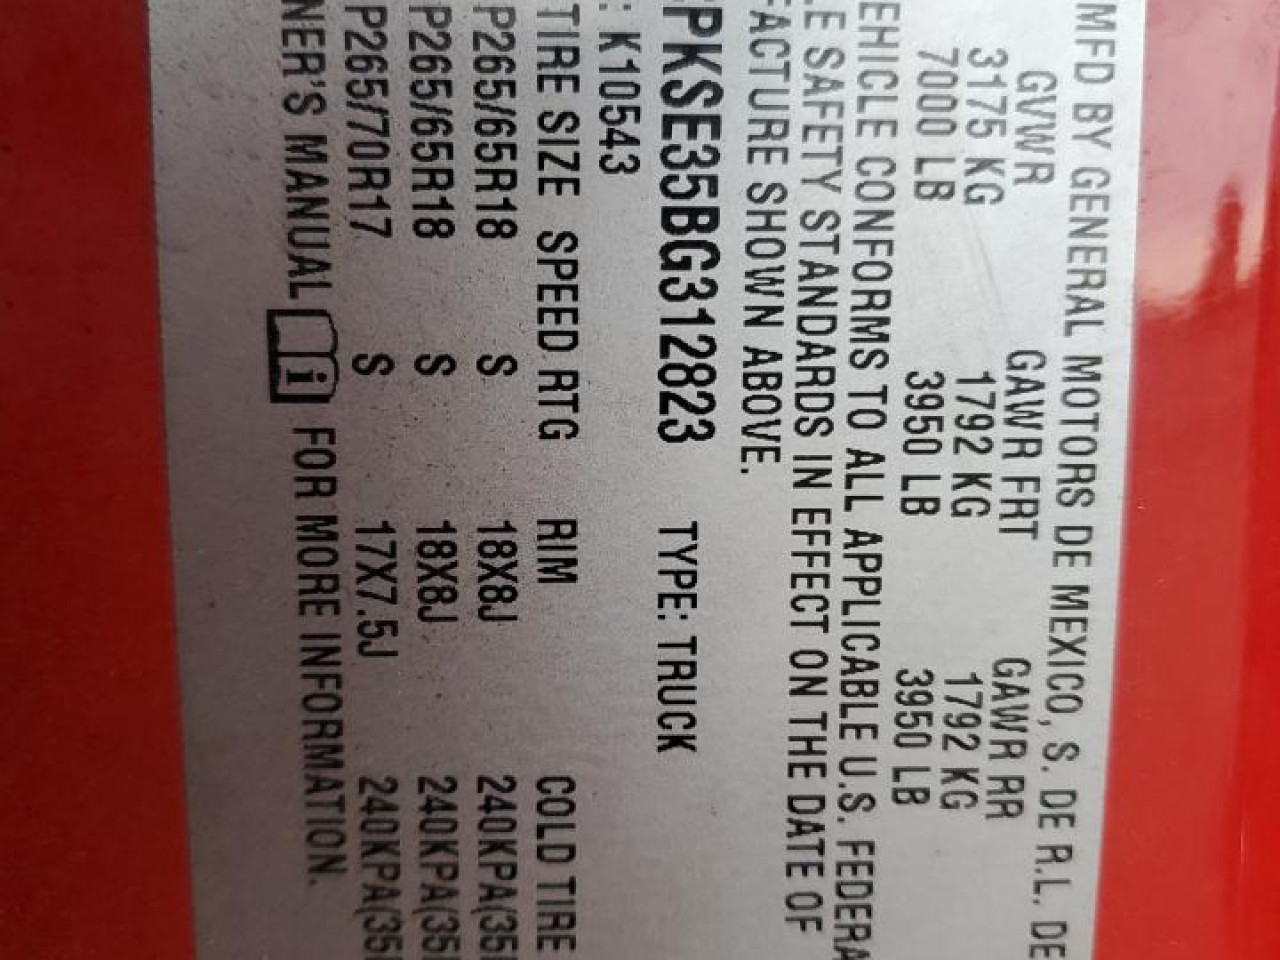 MFD BY GENERAL MOTORS DE MEXICO, S. DE R.L. DE
GVWR GAWR FRT GAWR RR
3175 KG 1792 KG 1792 KG
7000 LB 3950 LB 3950 LB
EHICLE CONFORMS TO ALL APPLICABLE U.S. FEDERA
LE SAFETY STANDARDS IN EFFECT ON THE DATE OF
FACTURE SHOWN ABOVE.
PKSE35BG312823 TYPE: TRUCK
: K10543
TIRE SIZE SPEED RTG RIM COLD TIRE
P265/65R18 S 18X8J 240KPA(35
P265/65R18 S 18X8J 240KPA(35
P265/70R17 S 17X7.5J 240KPA(35
NER'S MANUAL i FOR MORE INFORMATION.